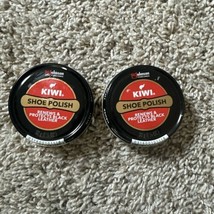 KIWI.
SHOE POLISH
RENEWS &
PROTECTS BLACK
LEATHER
KIWI.
SHOE POLISH
RENEWS &
PROTECTS BLACK
LEATHER